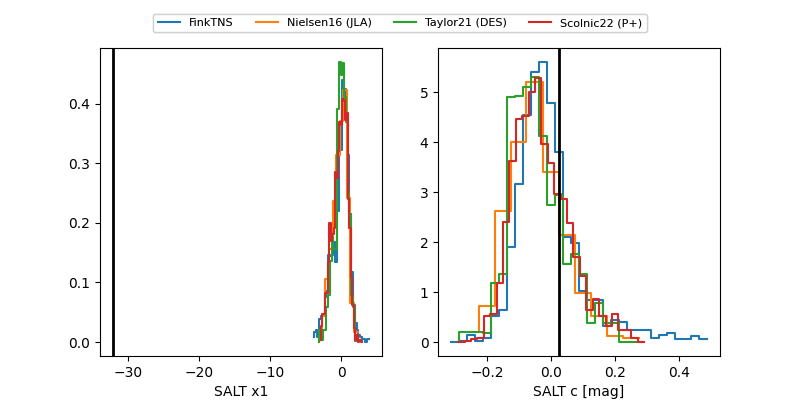 FinkTNS Nielsen16 (JLA) Taylor21 (DES) Scolnic22 (P+)
0.4
0.3
0.2
0.1
0.0
−30 −20 −10 0
SALT x1
5
4
3
2
1
0
−0.2 0.0 0.2 0.4
SALT c [mag]